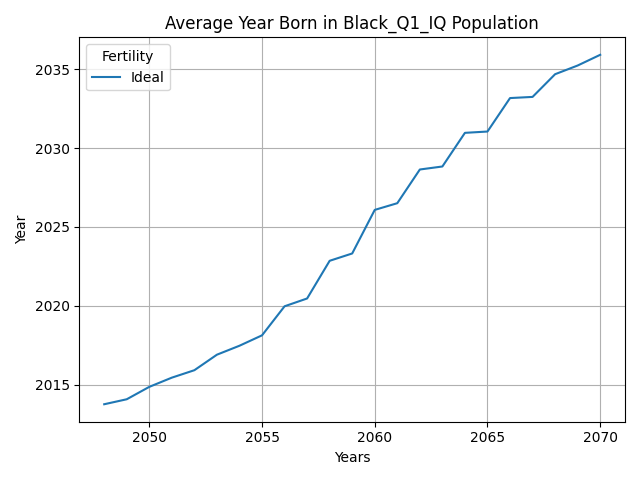 Average Year Born in Black_Q1_IQ Population
Fertility
Ideal
Year
2035
2030
2025
2020
2015
2050 2055 2060 2065 2070
Years